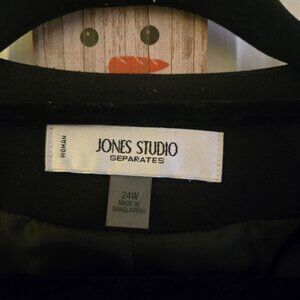 WOMAN
JONES STUDIO
SEPARATES
24W
MADE IN
BANGLADESH